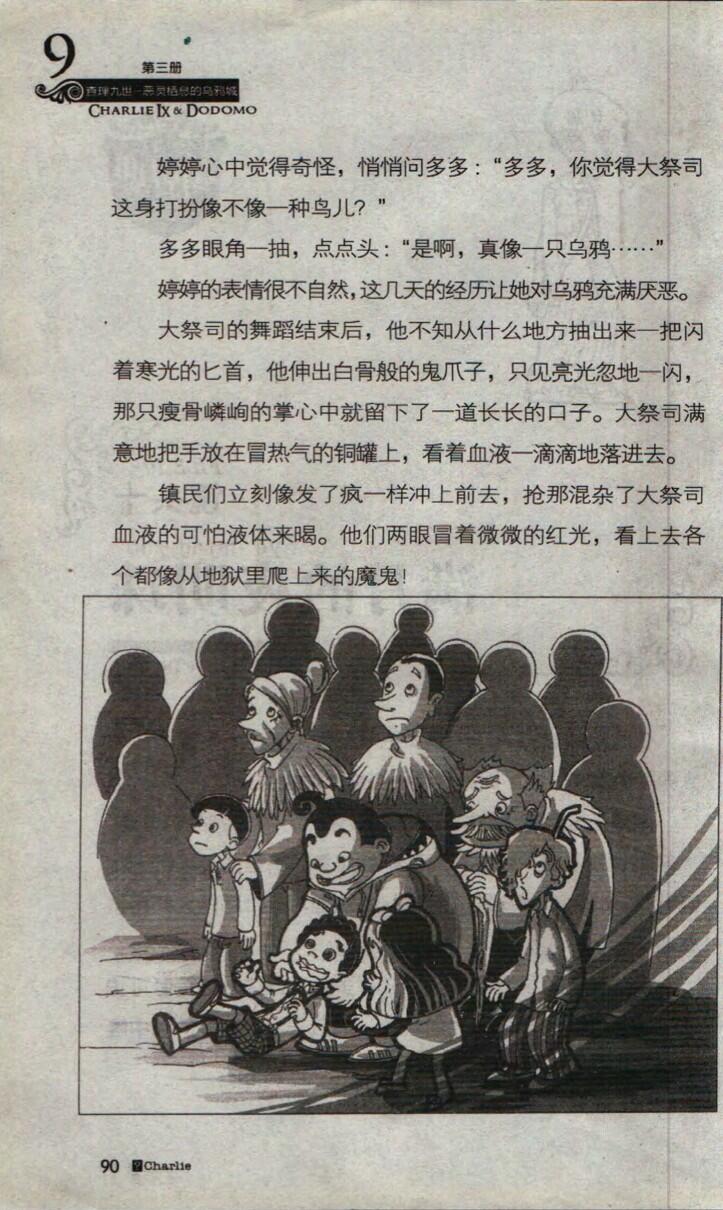 9
第三册
查理九世·恶灵栖息的乌鸦城
CHARLIE IX & DODOMO
婷婷心中觉得奇怪，悄悄问多多：“多多，你觉得大祭司
这身打扮像不像一种鸟儿？”
多多眼角一抽，点点头：“是啊，真像一只乌鸦……”
婷婷的表情很不自然，这几天的经历让她对乌鸦充满厌恶。
大祭司的舞蹈结束后，他不知从什么地方抽出来一把闪
着寒光的匕首，他伸出白骨般的鬼爪子，只见亮光忽地一闪，
那只瘦骨嶙峋的掌心中就留下了一道长长的口子。大祭司满
意地把手放在冒热气的铜罐上，看着血液一滴滴地落进去。
镇民们立刻像发了疯一样冲上前去，抢那混杂了大祭司
血液的可怕液体来喝。他们两眼冒着微微的红光，看上去各
个都像从地狱里爬上来的魔鬼！
90 9 Charlie